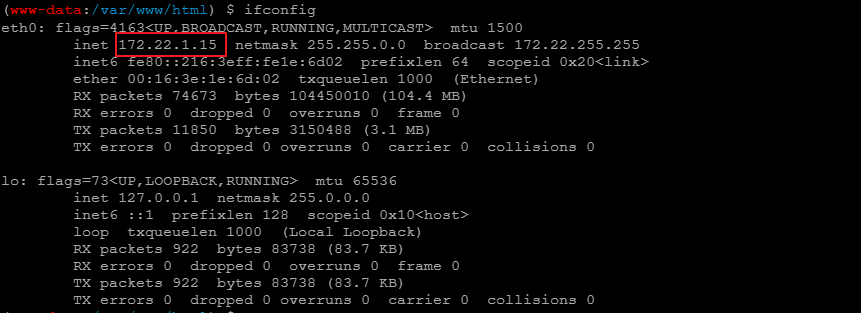 (www-data:/var/www/html) $ ifconfig
eth0: flags=4163<UP,BROADCAST,RUNNING,MULTICAST>  mtu 1500
        inet 172.22.1.15  netmask 255.255.0.0  broadcast 172.22.255.255
        inet6 fe80::216:3eff:fe1e:6d02  prefixlen 64  scopeid 0x20<link>
        ether 00:16:3e:1e:6d:02  txqueuelen 1000  (Ethernet)
        RX packets 74673  bytes 104450010 (104.4 MB)
        RX errors 0  dropped 0  overruns 0  frame 0
        TX packets 11850  bytes 3150488 (3.1 MB)
        TX errors 0  dropped 0 overruns 0  carrier 0  collisions 0

lo: flags=73<UP,LOOPBACK,RUNNING>  mtu 65536
        inet 127.0.0.1  netmask 255.0.0.0
        inet6 ::1  prefixlen 128  scopeid 0x10<host>
        loop  txqueuelen 1000  (Local Loopback)
        RX packets 922  bytes 83738 (83.7 KB)
        RX errors 0  dropped 0  overruns 0  frame 0
        TX packets 922  bytes 83738 (83.7 KB)
        TX errors 0  dropped 0 overruns 0  carrier 0  collisions 0